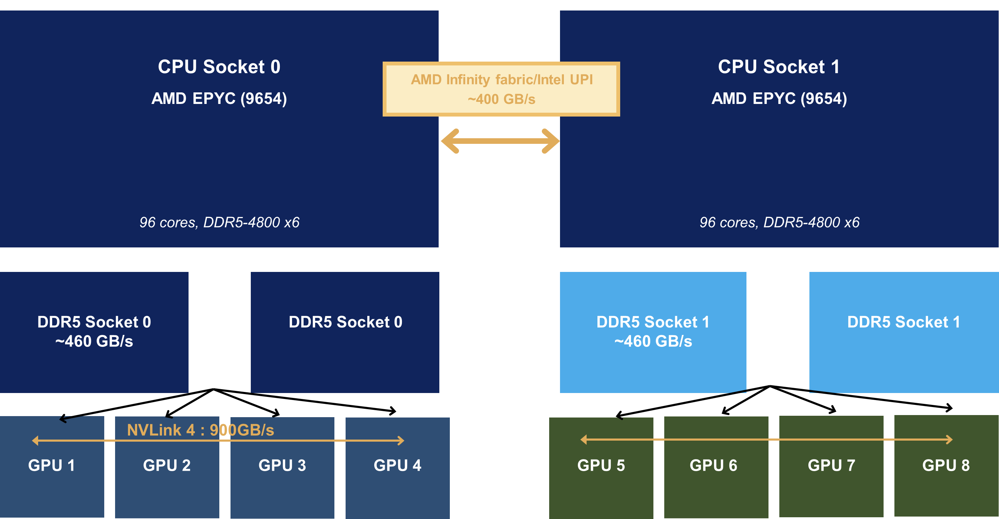 CPU Socket 0
AMD EPYC (9654)
96 cores, DDR5-4800 x6
AMD Infinity fabric/Intel UPI
~400 GB/s
CPU Socket 1
AMD EPYC (9654)
96 cores, DDR5-4800 x6
DDR5 Socket 0
~460 GB/s
DDR5 Socket 0
DDR5 Socket 1
~460 GB/s
DDR5 Socket 1
NVLink 4 : 900GB/s
GPU 1
GPU 2
GPU 3
GPU 4
GPU 5
GPU 6
GPU 7
GPU 8